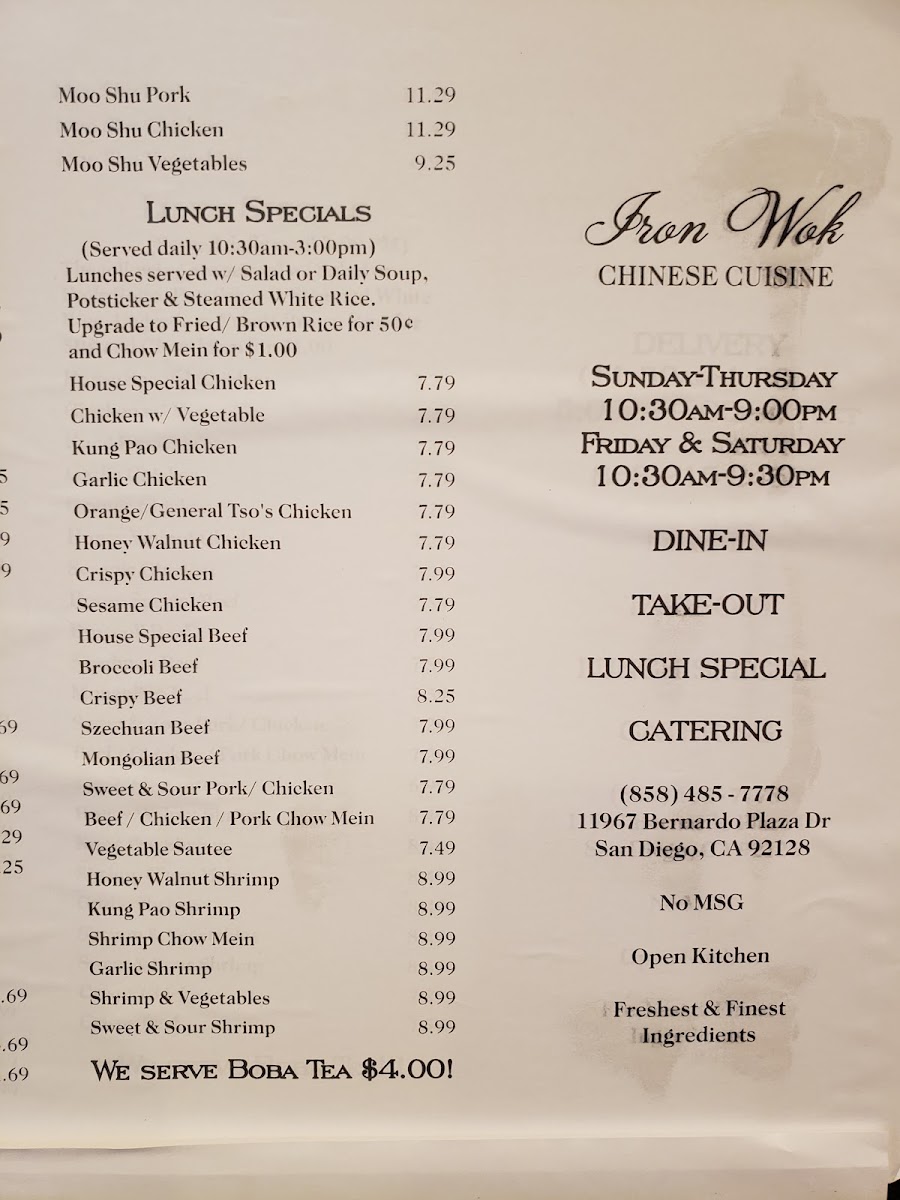 Moo Shu Pork 11.29
Moo Shu Chicken 11.29
Moo Shu Vegetables 9.25
LUNCH SPECIALS
(Served daily 10:30am-3:00pm)
Lunches served w/ Salad or Daily Soup,
Potsticker & Steamed White Rice.
Upgrade to Fried/ Brown Rice for 50¢
and Chow Mein for $1.00
House Special Chicken 7.79
Chicken w/ Vegetable 7.79
Kung Pao Chicken 7.79
Garlic Chicken 7.79
Orange/General Tso's Chicken 7.79
Honey Walnut Chicken 7.79
Crispy Chicken 7.99
Sesame Chicken 7.79
House Special Beef 7.99
Broccoli Beef 7.99
Crispy Beef 8.25
Szechuan Beef 7.99
Mongolian Beef 7.99
Sweet & Sour Pork/ Chicken 7.79
Beef / Chicken / Pork Chow Mein 7.79
Vegetable Sautee 7.49
Honey Walnut Shrimp 8.99
Kung Pao Shrimp 8.99
Shrimp Chow Mein 8.99
Garlic Shrimp 8.99
Shrimp & Vegetables 8.99
Sweet & Sour Shrimp 8.99
WE SERVE BOBA TEA $4.00!
Iron Wok
CHINESE CUISINE
SUNDAY-THURSDAY
10:30AM-9:00PM
FRIDAY & SATURDAY
10:30AM-9:30PM
DINE-IN
TAKE-OUT
LUNCH SPECIAL
CATERING
(858) 485 - 7778
11967 Bernardo Plaza Dr
San Diego, CA 92128
No MSG
Open Kitchen
Freshest & Finest
Ingredients